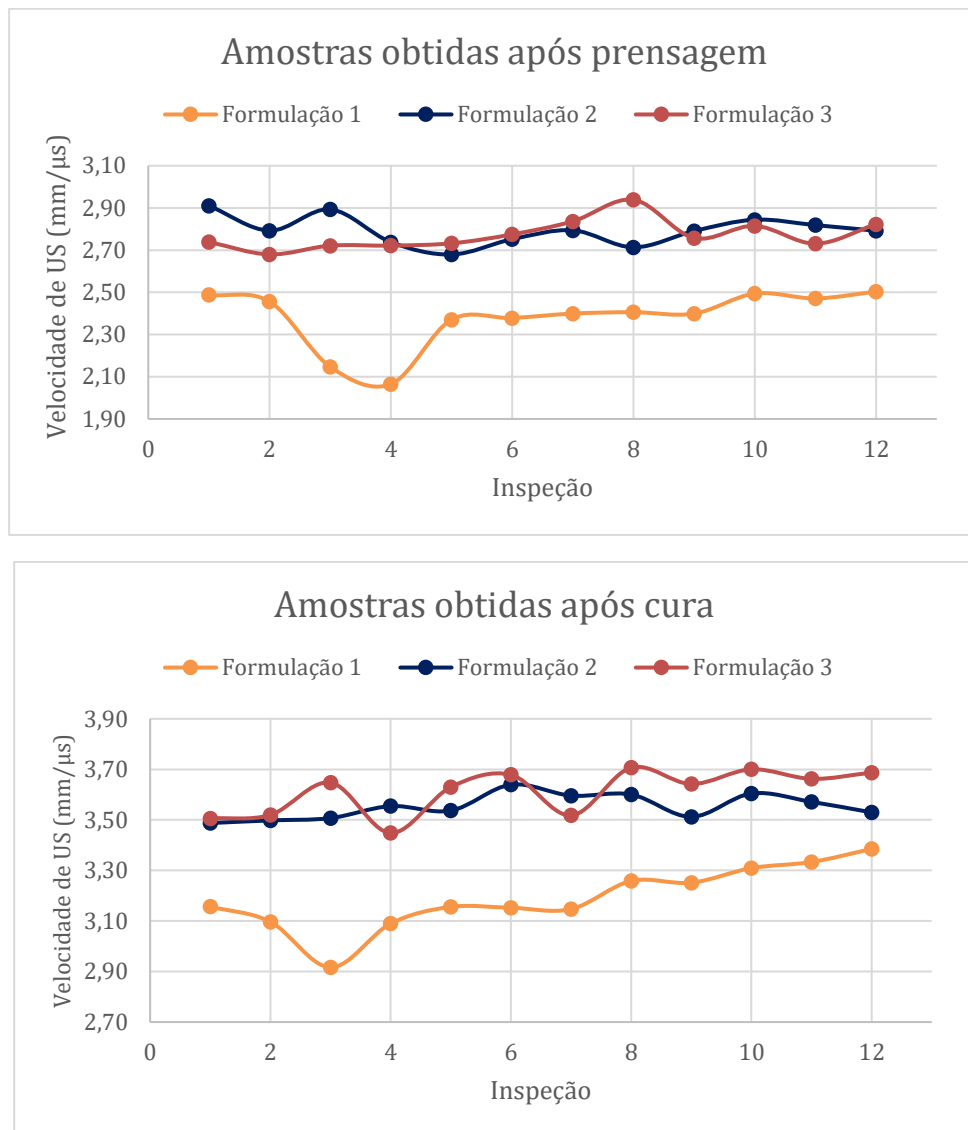 Amostras obtidas após prensagem
Formulação 1 Formulação 2 Formulação 3
Velocidade de US (mm/µs)
3,10
2,90
2,70
2,50
2,30
2,10
1,90
0 2 4 6 8 10 12
Inspeção
Amostras obtidas após cura
Formulação 1 Formulação 2 Formulação 3
Velocidade de US (mm/µs)
3,90
3,70
3,50
3,30
3,10
2,90
2,70
0 2 4 6 8 10 12
Inspeção